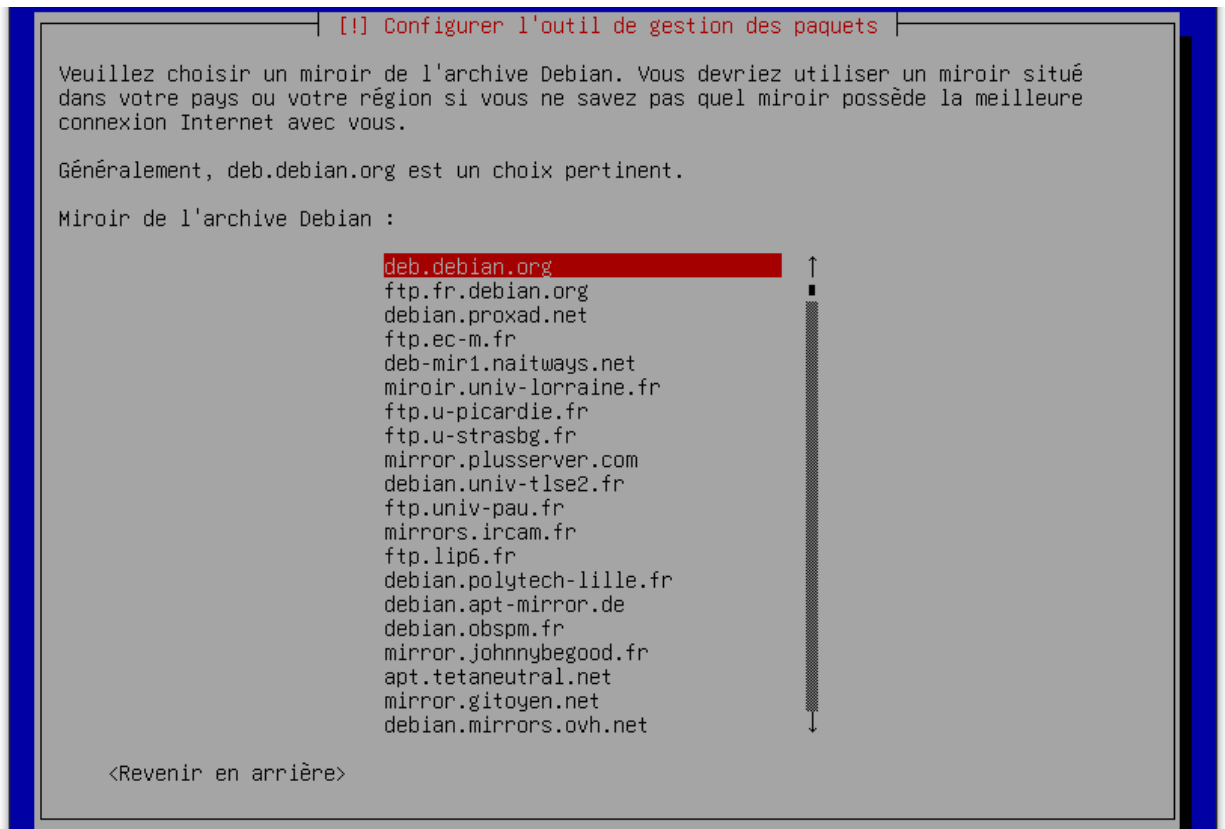 [!] Configurer l'outil de gestion des paquets
Veuillez choisir un miroir de l'archive Debian. Vous devriez utiliser un miroir situé
dans votre pays ou votre région si vous ne savez pas quel miroir possède la meilleure
connexion Internet avec vous.
Généralement, deb.debian.org est un choix pertinent.
Miroir de l'archive Debian :
deb.debian.org
ftp.fr.debian.org
debian.proxad.net
ftp.ec-m.fr
deb-mir1.naitways.net
miroir.univ-lorraine.fr
ftp.u-picardie.fr
ftp.u-strasbg.fr
mirror.plusserver.com
debian.univ-tlse2.fr
ftp.univ-pau.fr
mirrors.ircam.fr
ftp.lip6.fr
debian.polytech-lille.fr
debian.apt-mirror.de
debian.obspm.fr
mirror.johnnybegood.fr
apt.tetaneutral.net
mirror.gitoyen.net
debian.mirrors.ovh.net
<Revenir en arrière>